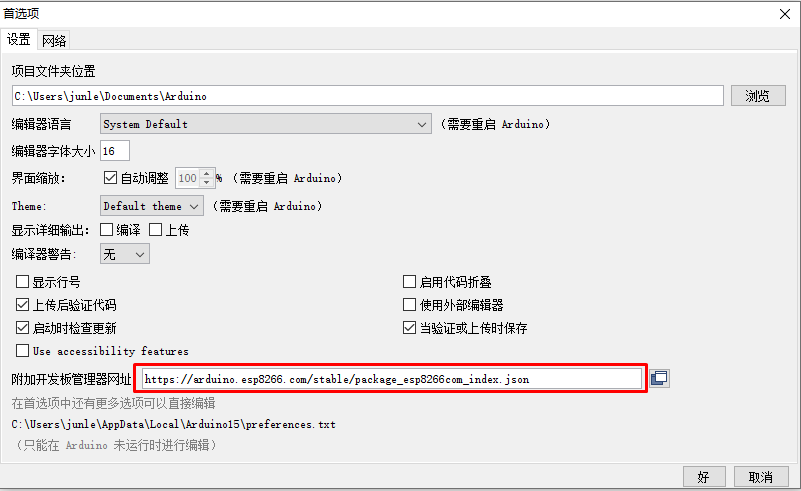 首选项
设置 网络
项目文件夹位置
C:\Users\junle\Documents\Arduino 浏览
编辑器语言 System Default （需要重启 Arduino）
编辑器字体大小 16
界面缩放： 自动调整 100 % （需要重启 Arduino）
Theme: Default theme （需要重启 Arduino）
显示详细输出： 编译 上传
编译器警告: 无
显示行号 启用代码折叠
上传后验证代码 使用外部编辑器
启动时检查更新 当验证或上传时保存
Use accessibility features
附加开发板管理器网址 https://arduino.esp8266.com/stable/package_esp8266com_index.json
在首选项中还有更多选项可以直接编辑
C:\Users\junle\AppData\Local\Arduino15\preferences.txt
（只能在 Arduino 未运行时进行编辑）
好 取消